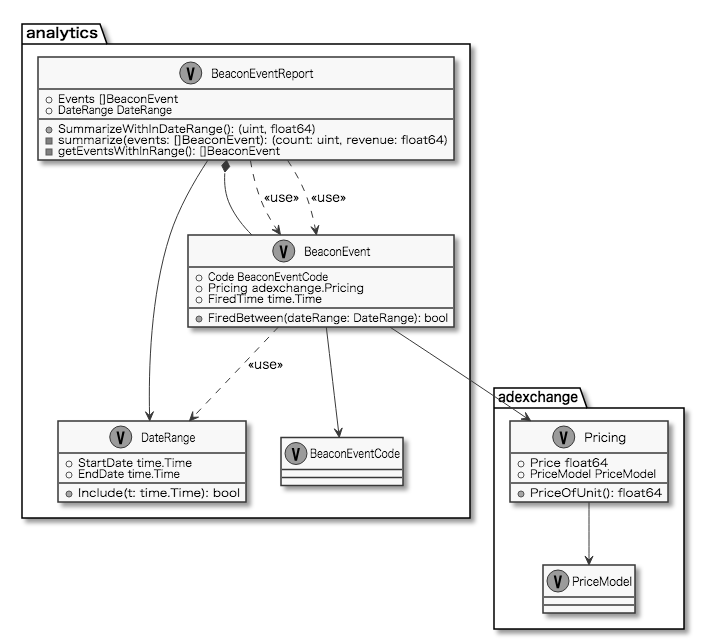 analytics
V BeaconEventReport
Events []BeaconEvent
DateRange DateRange
SummarizeWithInDateRange(): (uint, float64)
summarize(events: []BeaconEvent): (count: uint, revenue: float64)
getEventsWithInRange(): []BeaconEvent
«use» «use»
V BeaconEvent
Code BeaconEventCode
Pricing adexchange.Pricing
FiredTime time.Time
FiredBetween(dateRange: DateRange): bool
«use»
adexchange
V DateRange
StartDate time.Time
EndDate time.Time
Include(t: time.Time): bool
V BeaconEventCode
V Pricing
Price float64
PriceModel PriceModel
PriceOfUnit(): float64
V PriceModel